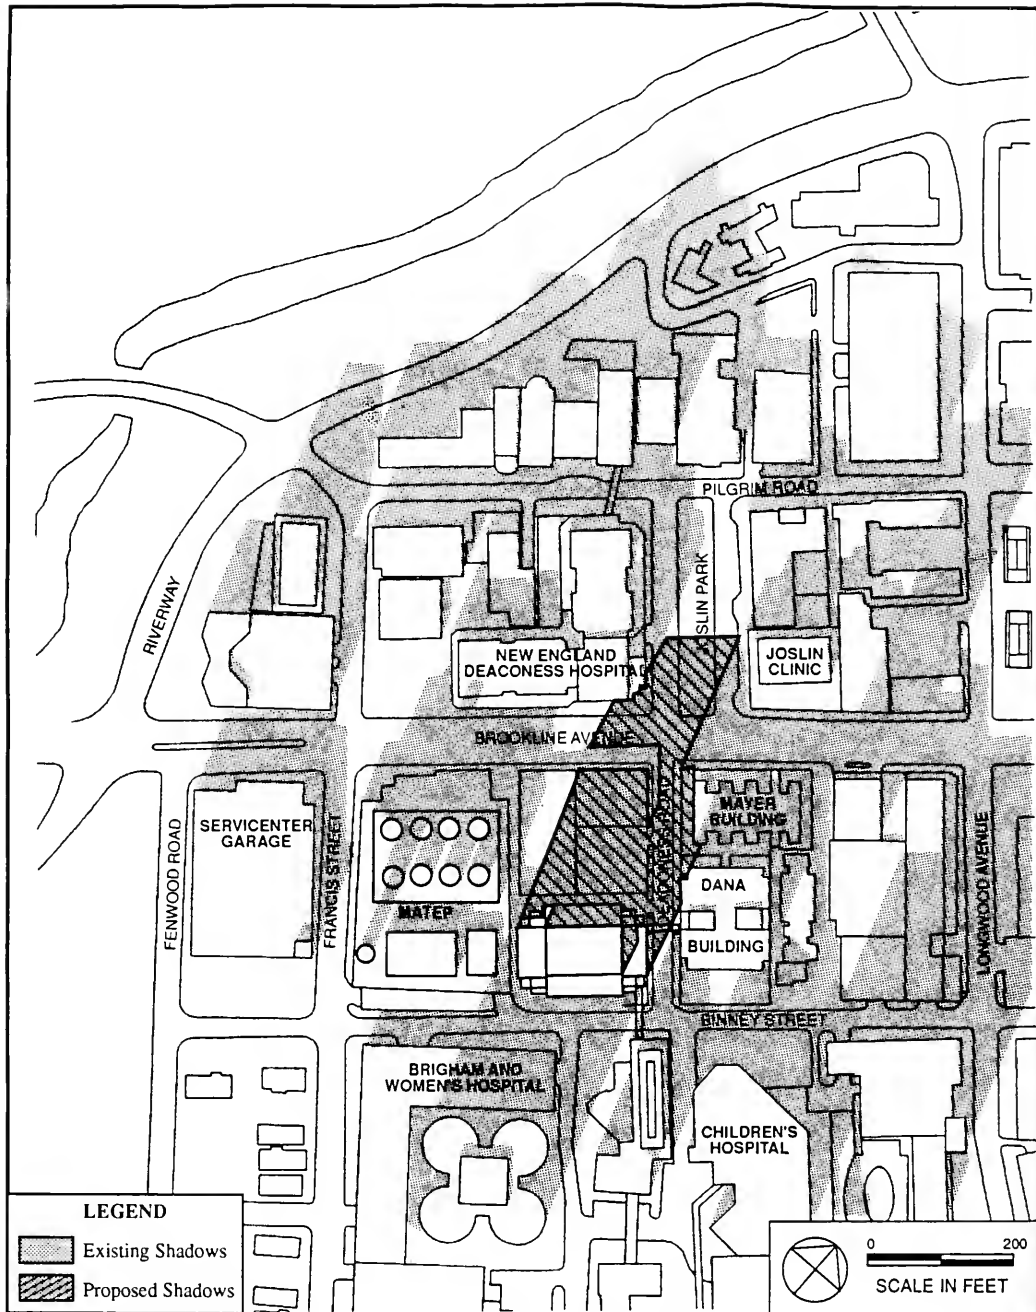 PILGRIM ROAD
JOSLIN PARK
RIVERWAY
NEW ENGLAND
DEACONESS HOSPITAL
JOSLIN
CLINIC
BROOKLINE AVENUE
SERVICENTER
GARAGE
FENWOOD ROAD
FRANCIS STREET
MATEP
DEACONESS ROAD
MAYER
BUILDING
DANA
BUILDING
LONGWOOD AVENUE
BINNEY STREET
BRIGHAM AND
WOMEN'S HOSPITAL
CHILDREN'S
HOSPITAL
LEGEND
Existing Shadows
Proposed Shadows
0 200
SCALE IN FEET